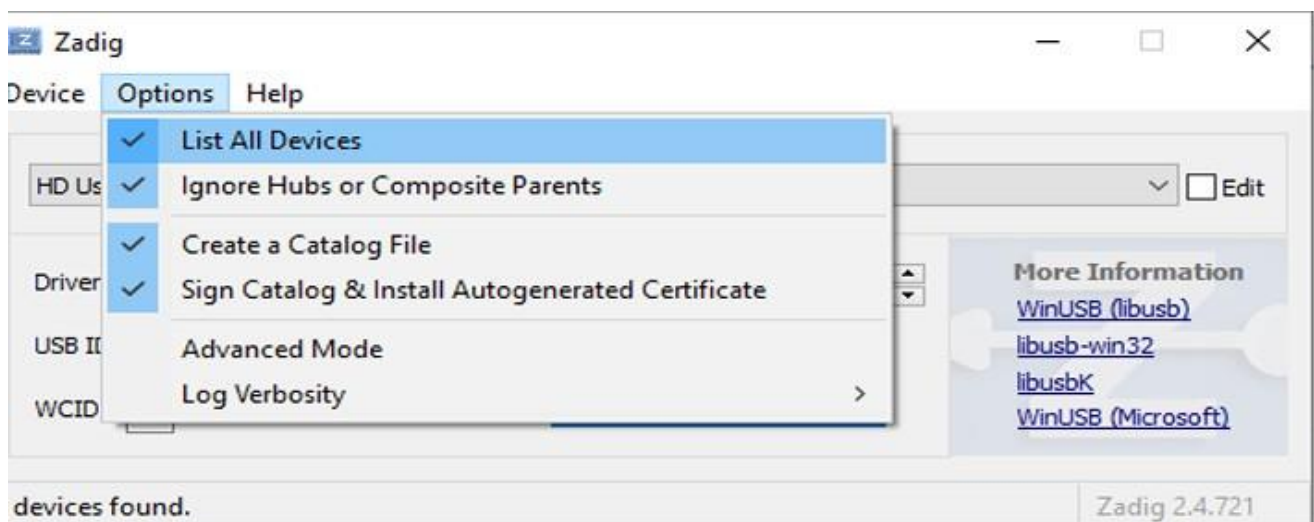 Zadig
Device Options Help
List All Devices
HD Us Ignore Hubs or Composite Parents Edit
Create a Catalog File
Driver Sign Catalog & Install Autogenerated Certificate
More Information
WinUSB (libusb)
USB ID Advanced Mode
libusb-win32
Log Verbosity
libusbK
WCID
WinUSB (Microsoft)
devices found.
Zadig 2.4.721